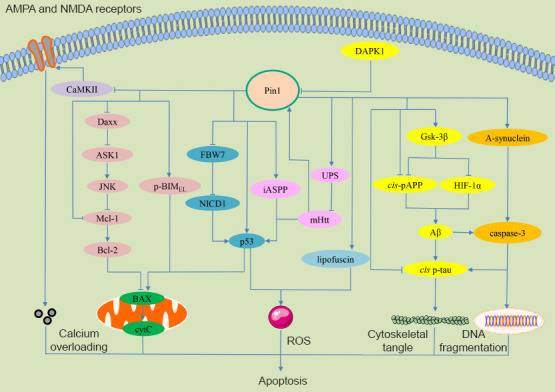 AMPA and NMDA receptors
DAPK1
CaMKII
Pin1
Daxx
Gsk-3β
A-synuclein
ASK1
FBW7
UPS
JNK
p-BIMEL
iASPP
cis-pAPP
HIF-1α
NICD1
Mcl-1
mHtt
Aβ
caspase-3
Bcl-2
p53
lipofuscin
cis p-tau
BAX
cytC
Calcium
overloading
ROS
Cytoskeletal
tangle
DNA
fragmentation
Apoptosis